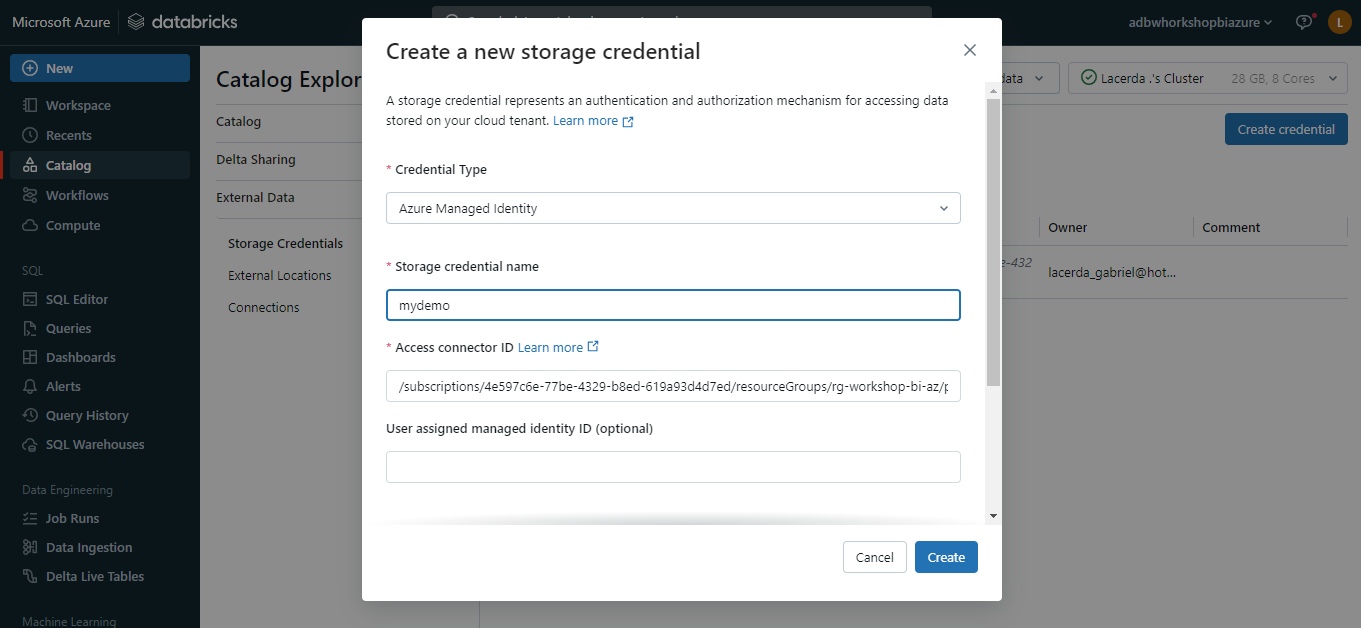 Microsoft Azure databricks adbwhorkshopbiazure L
New
Workspace
Recents
Catalog
Workflows
Compute
SQL
SQL Editor
Queries
Dashboards
Alerts
Query History
SQL Warehouses
Data Engineering
Job Runs
Data Ingestion
Delta Live Tables
Machine Learning
Catalog Explor
Catalog
Delta Sharing
External Data
Storage Credentials
External Locations
Connections
Create a new storage credential
A storage credential represents an authentication and authorization mechanism for accessing data
stored on your cloud tenant. Learn more
* Credential Type
Azure Managed Identity
* Storage credential name
mydemo
* Access connector ID Learn more
/subscriptions/4e597c6e-77be-4329-b8ed-619a93d4d7ed/resourceGroups/rg-workshop-bi-az/p
User assigned managed identity ID (optional)
Cancel Create
data Lacerda .'s Cluster 28 GB, 8 Cores
Create credential
Owner Comment
e-432 lacerda_gabriel@hot...